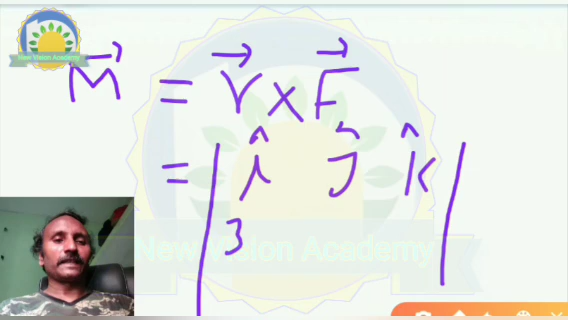 New Vision Academy
M⃗ = r⃗ x F⃗
= | î ĵ k̂ |
3
New Vision Academy